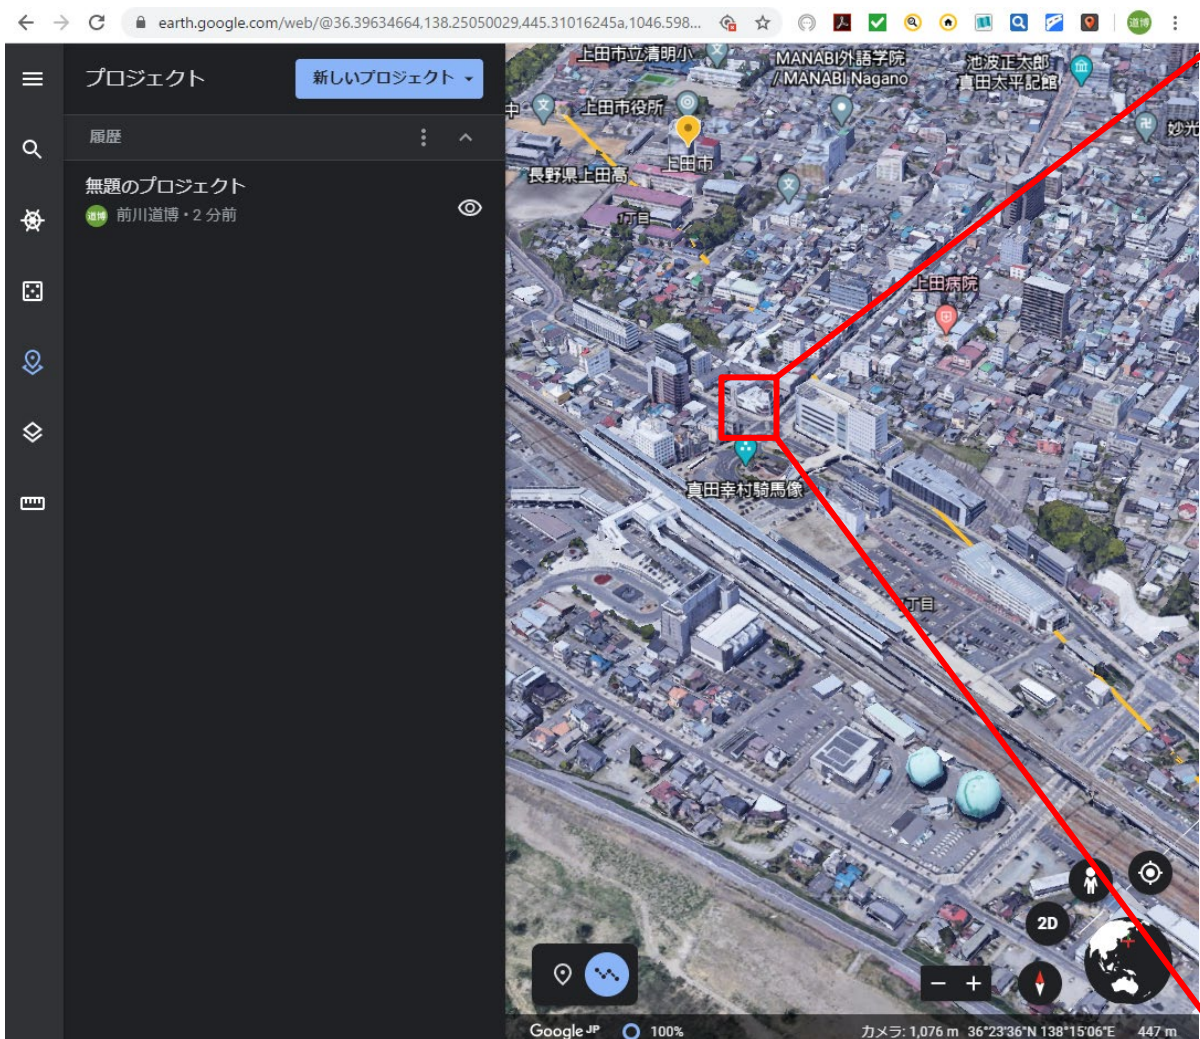 earth.google.com/web/@36.39634664,138.25050029,445.31016245a,1046.598...
道博
プロジェクト
新しいプロジェクト
履歴
無題のプロジェクト
道博 前川道博・2 分前
上田市立清明小
MANABI外語学院
/ MANABI Nagano
池波正太郎
真田太平記館
中
上田市役所
妙光
上田市
長野県上田高
1丁目
上田病院
真田幸村騎馬像
丁目
2D
Google JP
100%
カメラ: 1,076 m 36°23'36"N 138°15'06"E 447 m